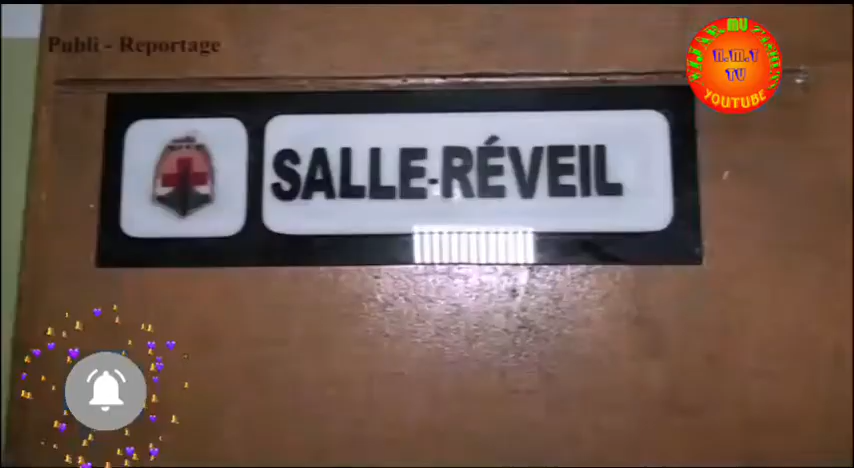 Publi - Reportage
N.M.T
TV
YOUTUBE
SALLE-RÉVEIL